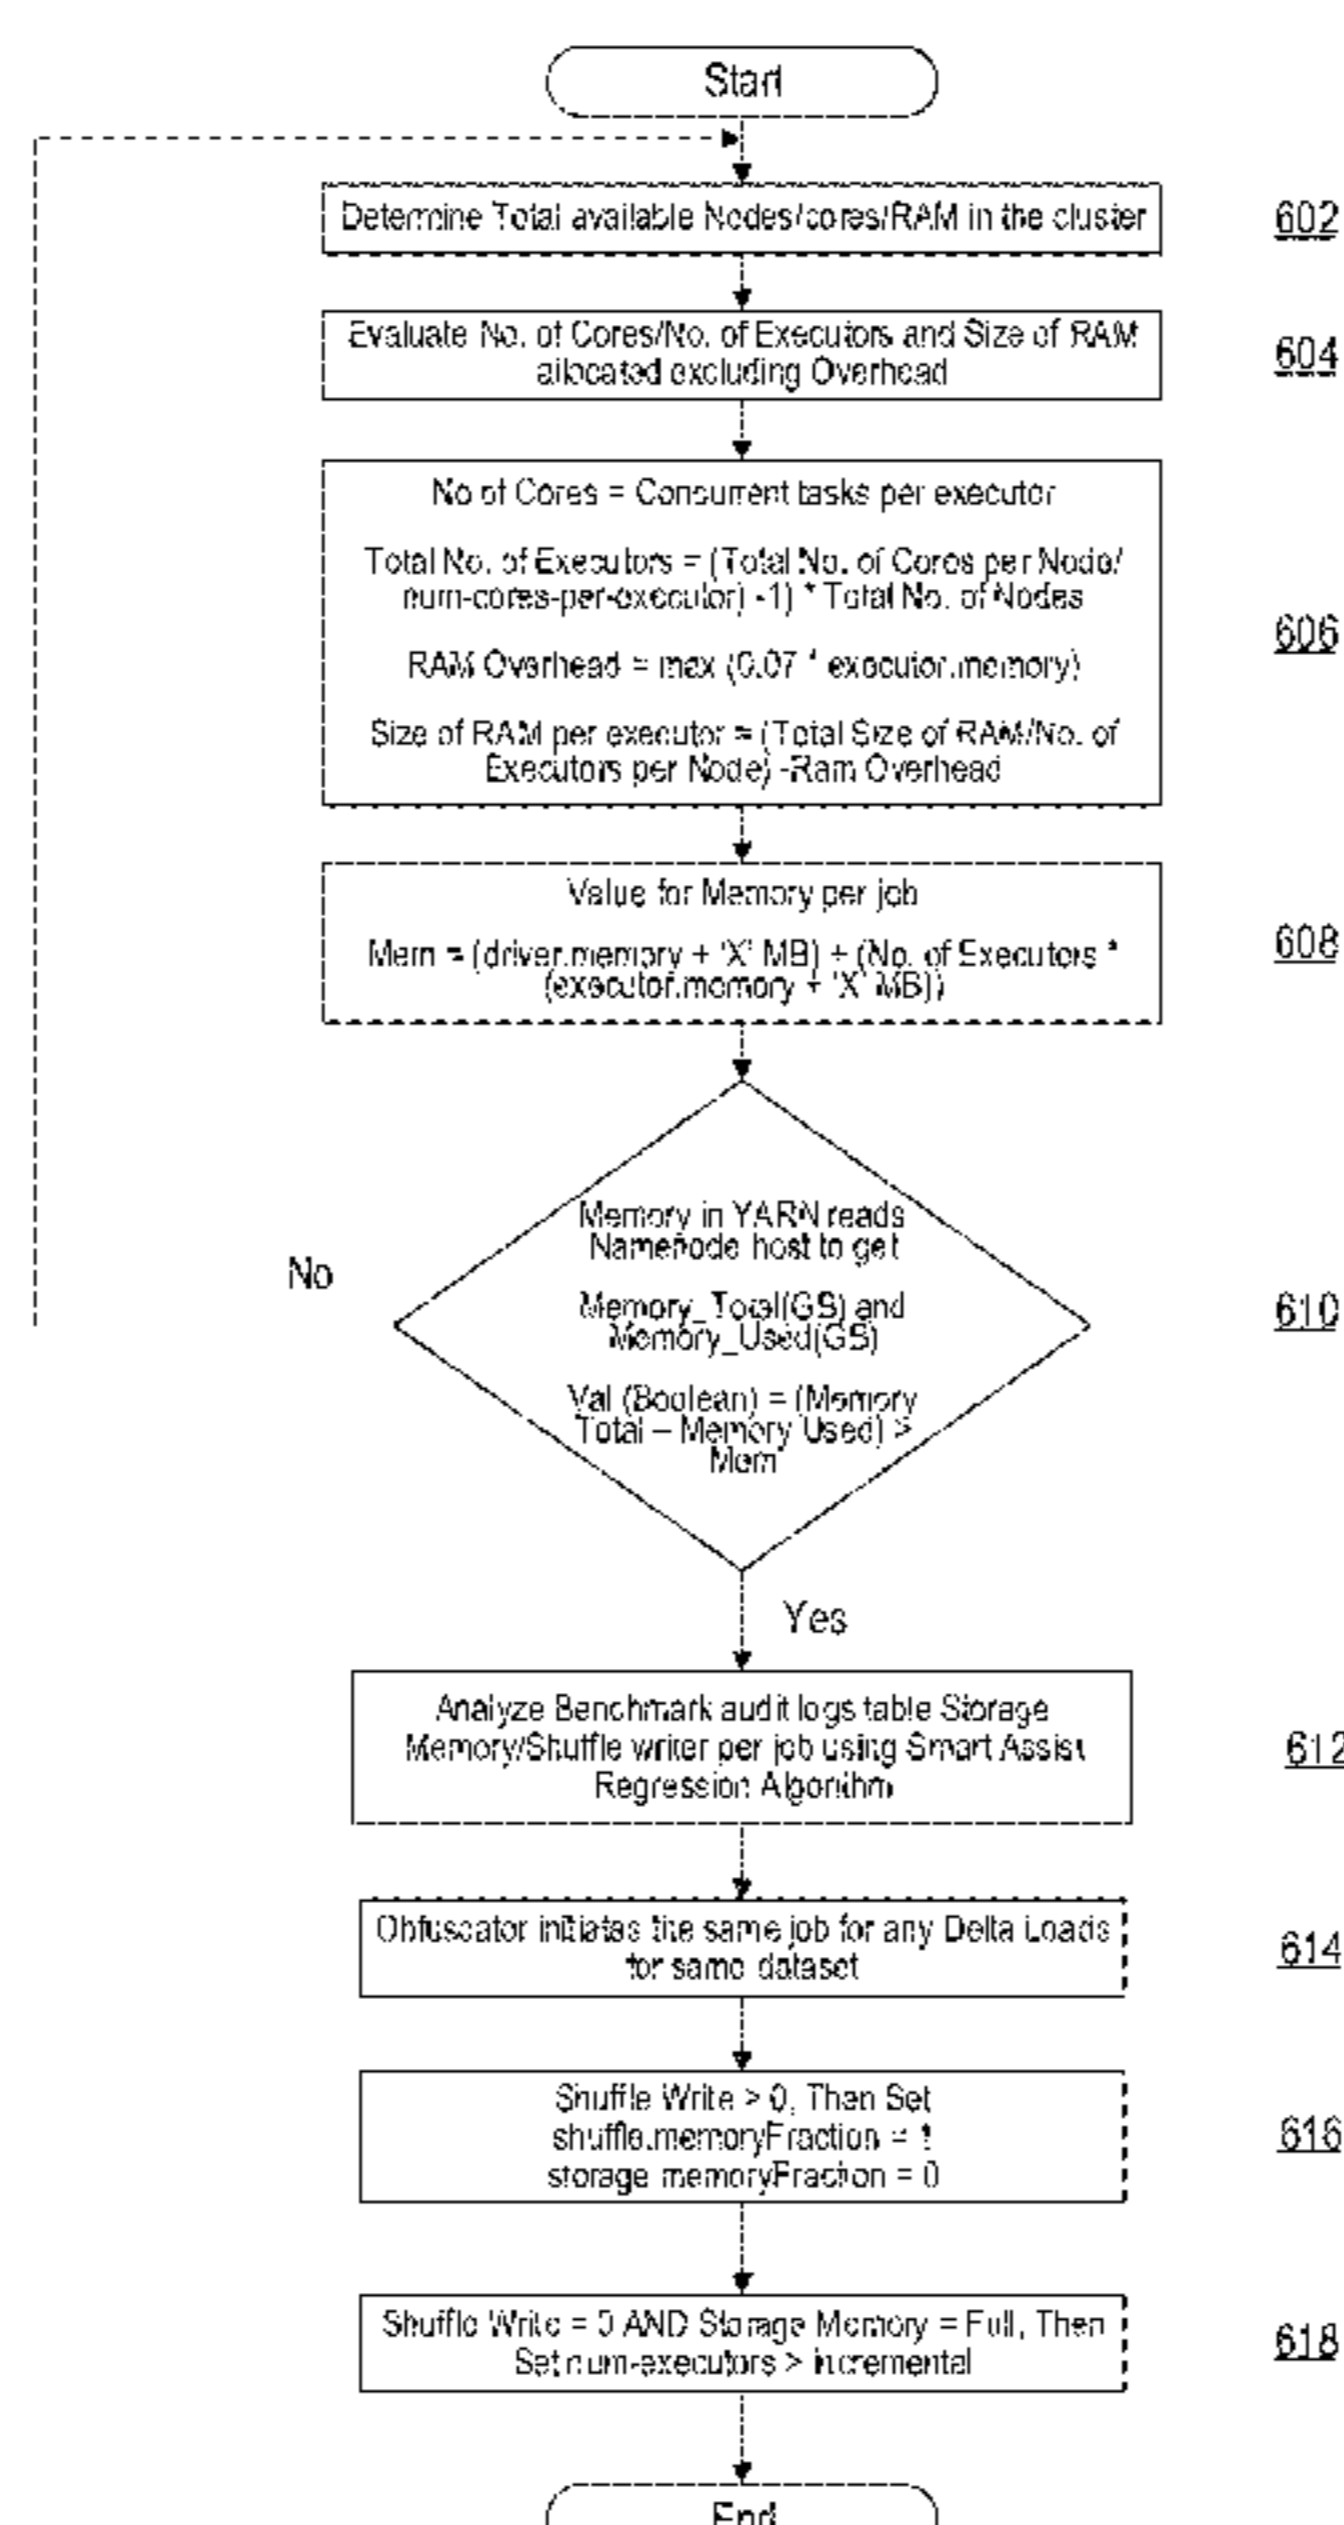 Start
Determine Total available Nodes/cores/RAM in the cluster
602
Evaluate No. of Cores/No. of Executors and Size of RAM
allocated excluding Overhead
604
No of Cores = Concurrent tasks per executor
Total No. of Executors = (Total No. of Cores per Node/
num-cores-per-executor) -1) * Total No. of Nodes
RAM Overhead = max (0.07 * executor.memory)
Size of RAM per executor = (Total Size of RAM/No. of
Executors per Node) -Ram Overhead
606
Value for Memory per job
Mem = (driver.memory + 'X' MB) + (No. of Executors *
(executor.memory + 'X' MB))
608
Memory in YARN reads
Namenode host to get
Memory_Total(GB) and
Memory_Used(GB)
Val (Boolean) = (Memory
Total – Memory Used) >
Mem
No
610
Yes
Analyze Benchmark audit logs table Storage
Memory/Shuffle writer per job using Smart Assist
Regression Algorithm
612
Obfuscator initiates the same job for any Delta Loads
for same dataset
614
Shuffle Write > 0, Then Set
shuffle.memoryFraction = 1
storage memoryFraction = 0
616
Shuffle Write = 0 AND Storage Memory = Full, Then
Set num-executors > incremental
618
End